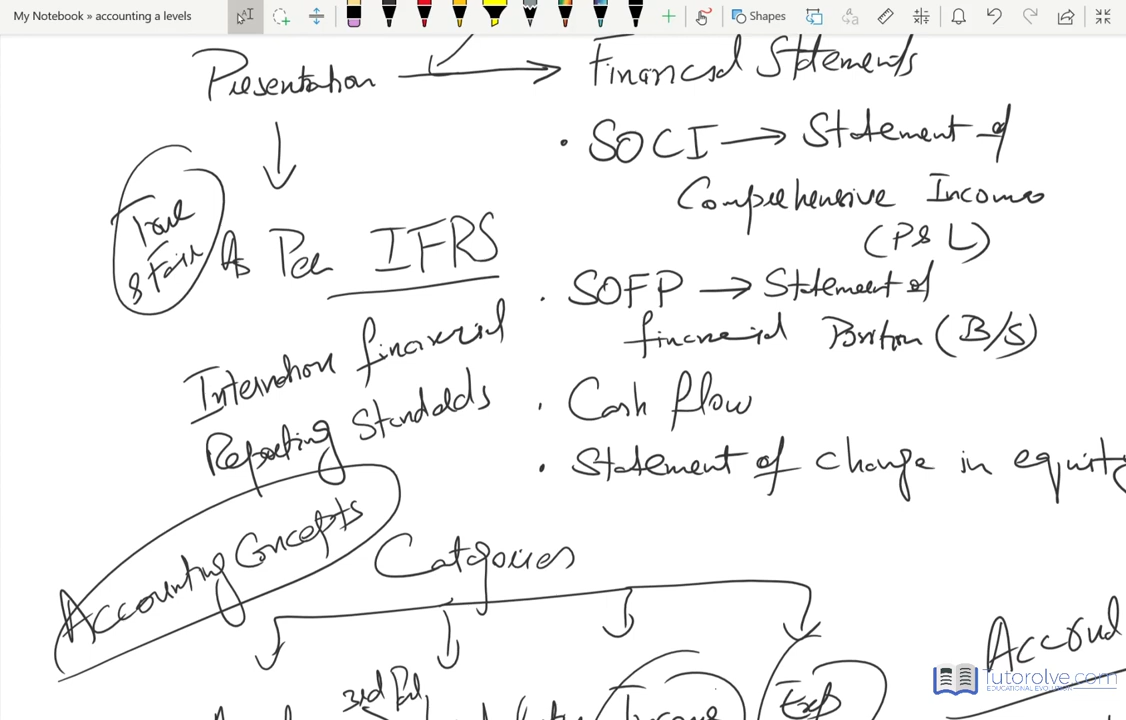 My Notebook » accounting a levels
Shapes
Presentation → Financial Statements
• SOCI → Statement of
Comprehensive Income
(P & L)
True
& Fair
As Per IFRS
• SOFP → Statement of
financial Position (B/S)
financial
Reporting Standards
• Cash flow
• Statement of change in equity
Accounting Concepts
Categories
3rd
Income
Exp
Tutorolve.com
EDUCATIONAL EVOLUTION